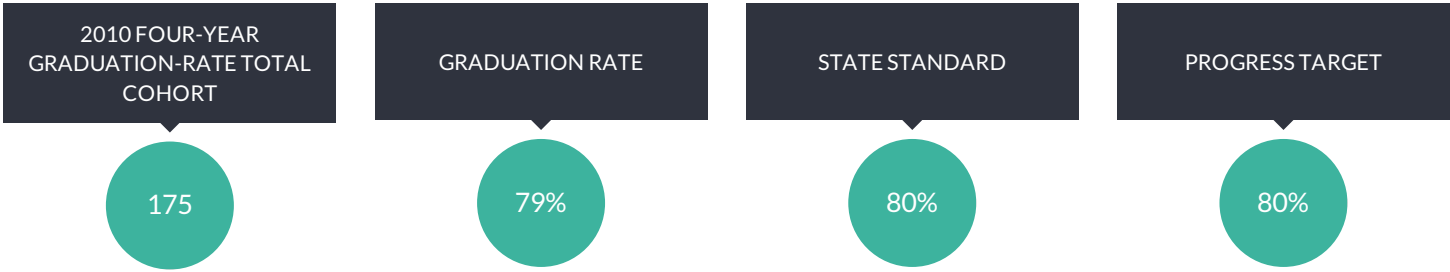 2010 FOUR-YEAR
GRADUATION-RATE TOTAL
COHORT
175
GRADUATION RATE
79%
STATE STANDARD
80%
PROGRESS TARGET
80%